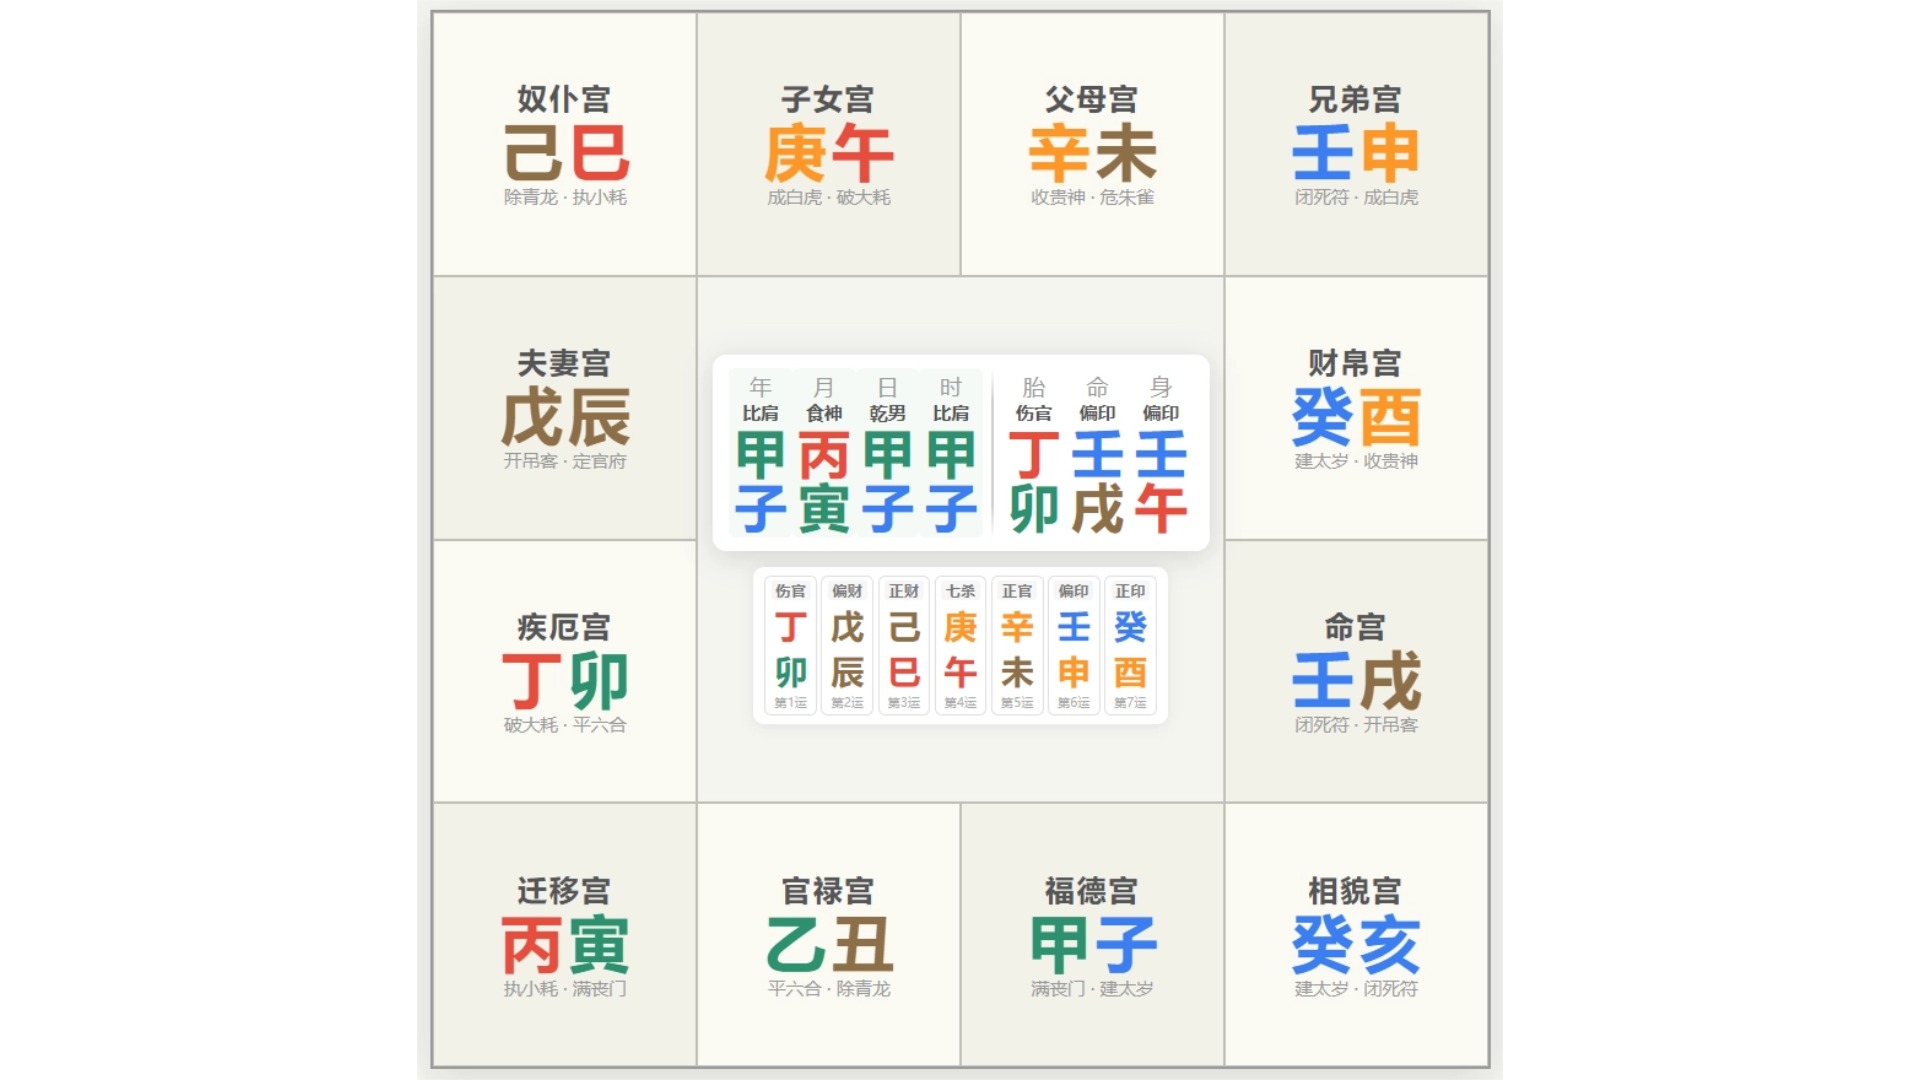 奴仆宫
己巳
除青龙·执小耗
子女宫
庚午
成白虎·破大耗
父母宫
辛未
收贵神·危朱雀
兄弟宫
壬申
闭死符·成白虎
夫妻宫
戊辰
开吊客·定官府
年 月 日 时 胎 命 身
比肩 食神 乾男 比肩 伤官 偏印 偏印
甲 丙 甲 甲 丁 壬 壬
子 寅 子 子 卯 戌 午
财帛宫
癸酉
建太岁·收贵神
疾厄宫
丁卯
破大耗·平六合
伤官 偏财 正财 七杀 正官 偏印 正印
丁 戊 己 庚 辛 壬 癸
卯 辰 巳 午 未 申 酉
第1运 第2运 第3运 第4运 第5运 第6运 第7运
命宫
壬戌
闭死符·开吊客
迁移宫
丙寅
执小耗·满丧门
官禄宫
乙丑
平六合·除青龙
福德宫
甲子
满丧门·建太岁
相貌宫
癸亥
建太岁·闭死符